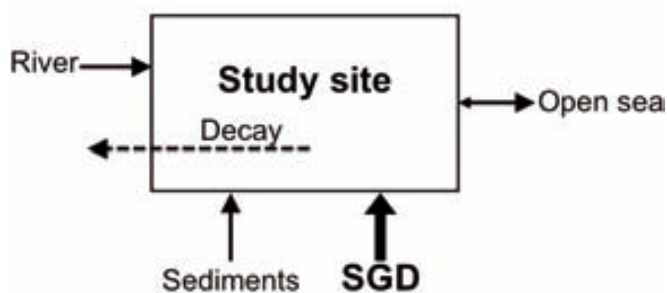 River
Study site
Decay
Open sea
Sediments
SGD